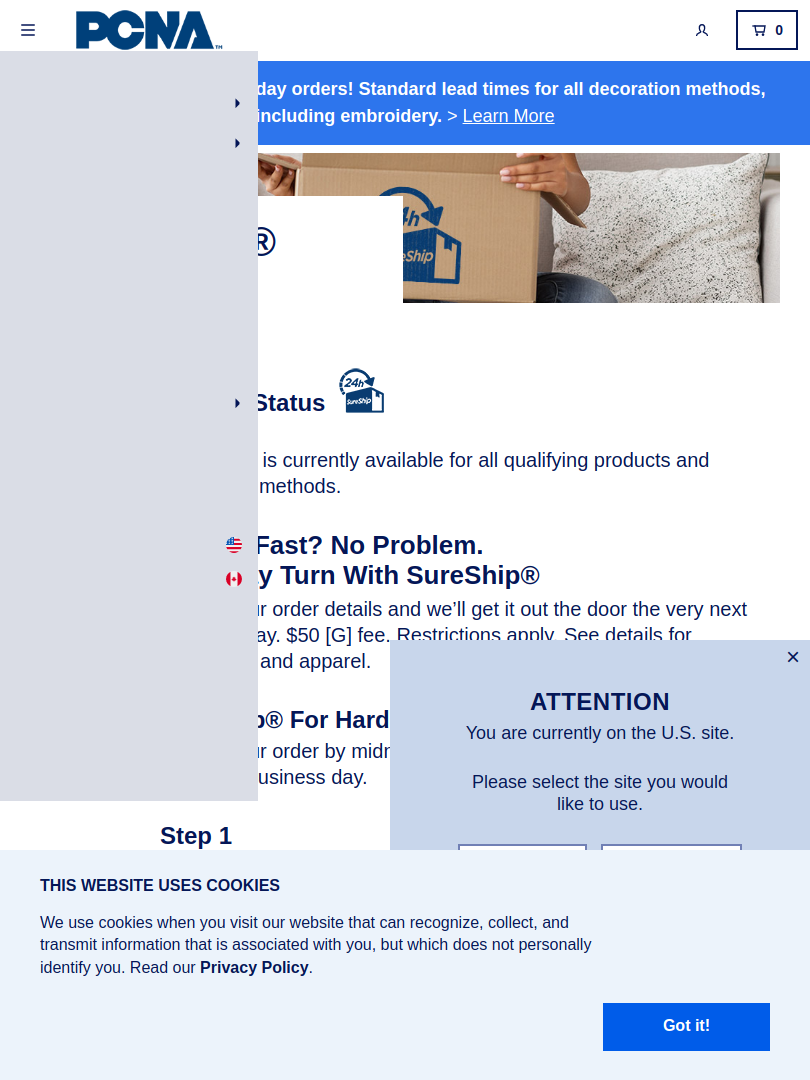 PCNA™
0
day orders! Standard lead times for all decoration methods,
including embroidery. > Learn More
24h
SureShip
®
Status
24h
SureShip
is currently available for all qualifying products and
methods.
Fast? No Problem.
Turn With SureShip®
order details and we’ll get it out the door the very next
$50 [G] fee. Restrictions apply. See details for
and apparel.
® For Hard
order by
business day.
Step 1
×
ATTENTION
You are currently on the U.S. site.
Please select the site you would
like to use.
THIS WEBSITE USES COOKIES
We use cookies when you visit our website that can recognize, collect, and
transmit information that is associated with you, but which does not personally
identify you. Read our Privacy Policy.
Got it!